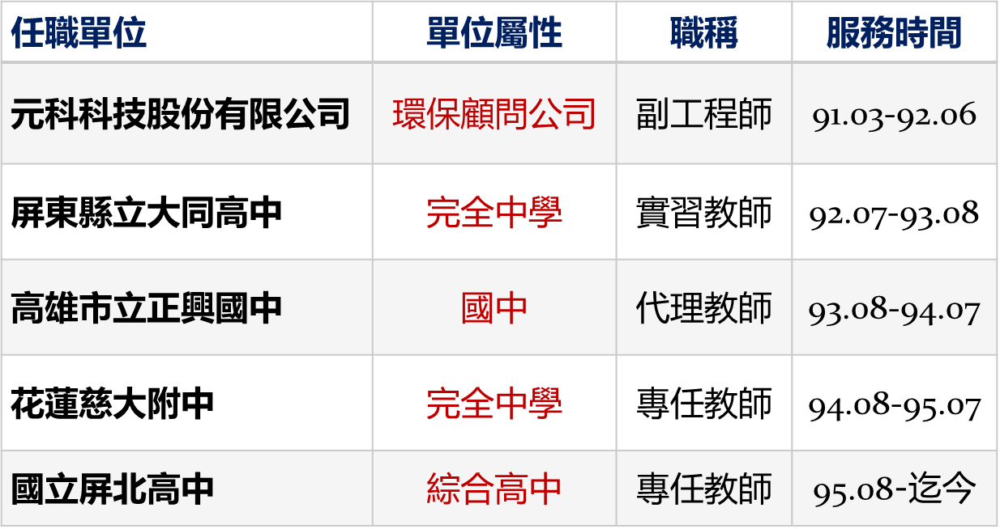 任職單位 單位屬性 職稱 服務時間
元科科技股份有限公司 環保顧問公司 副工程師 91.03-92.06
屏東縣立大同高中 完全中學 實習教師 92.07-93.08
高雄市立正興國中 國中 代理教師 93.08-94.07
花蓮慈大附中 完全中學 專任教師 94.08-95.07
國立屏北高中 綜合高中 專任教師 95.08-迄今